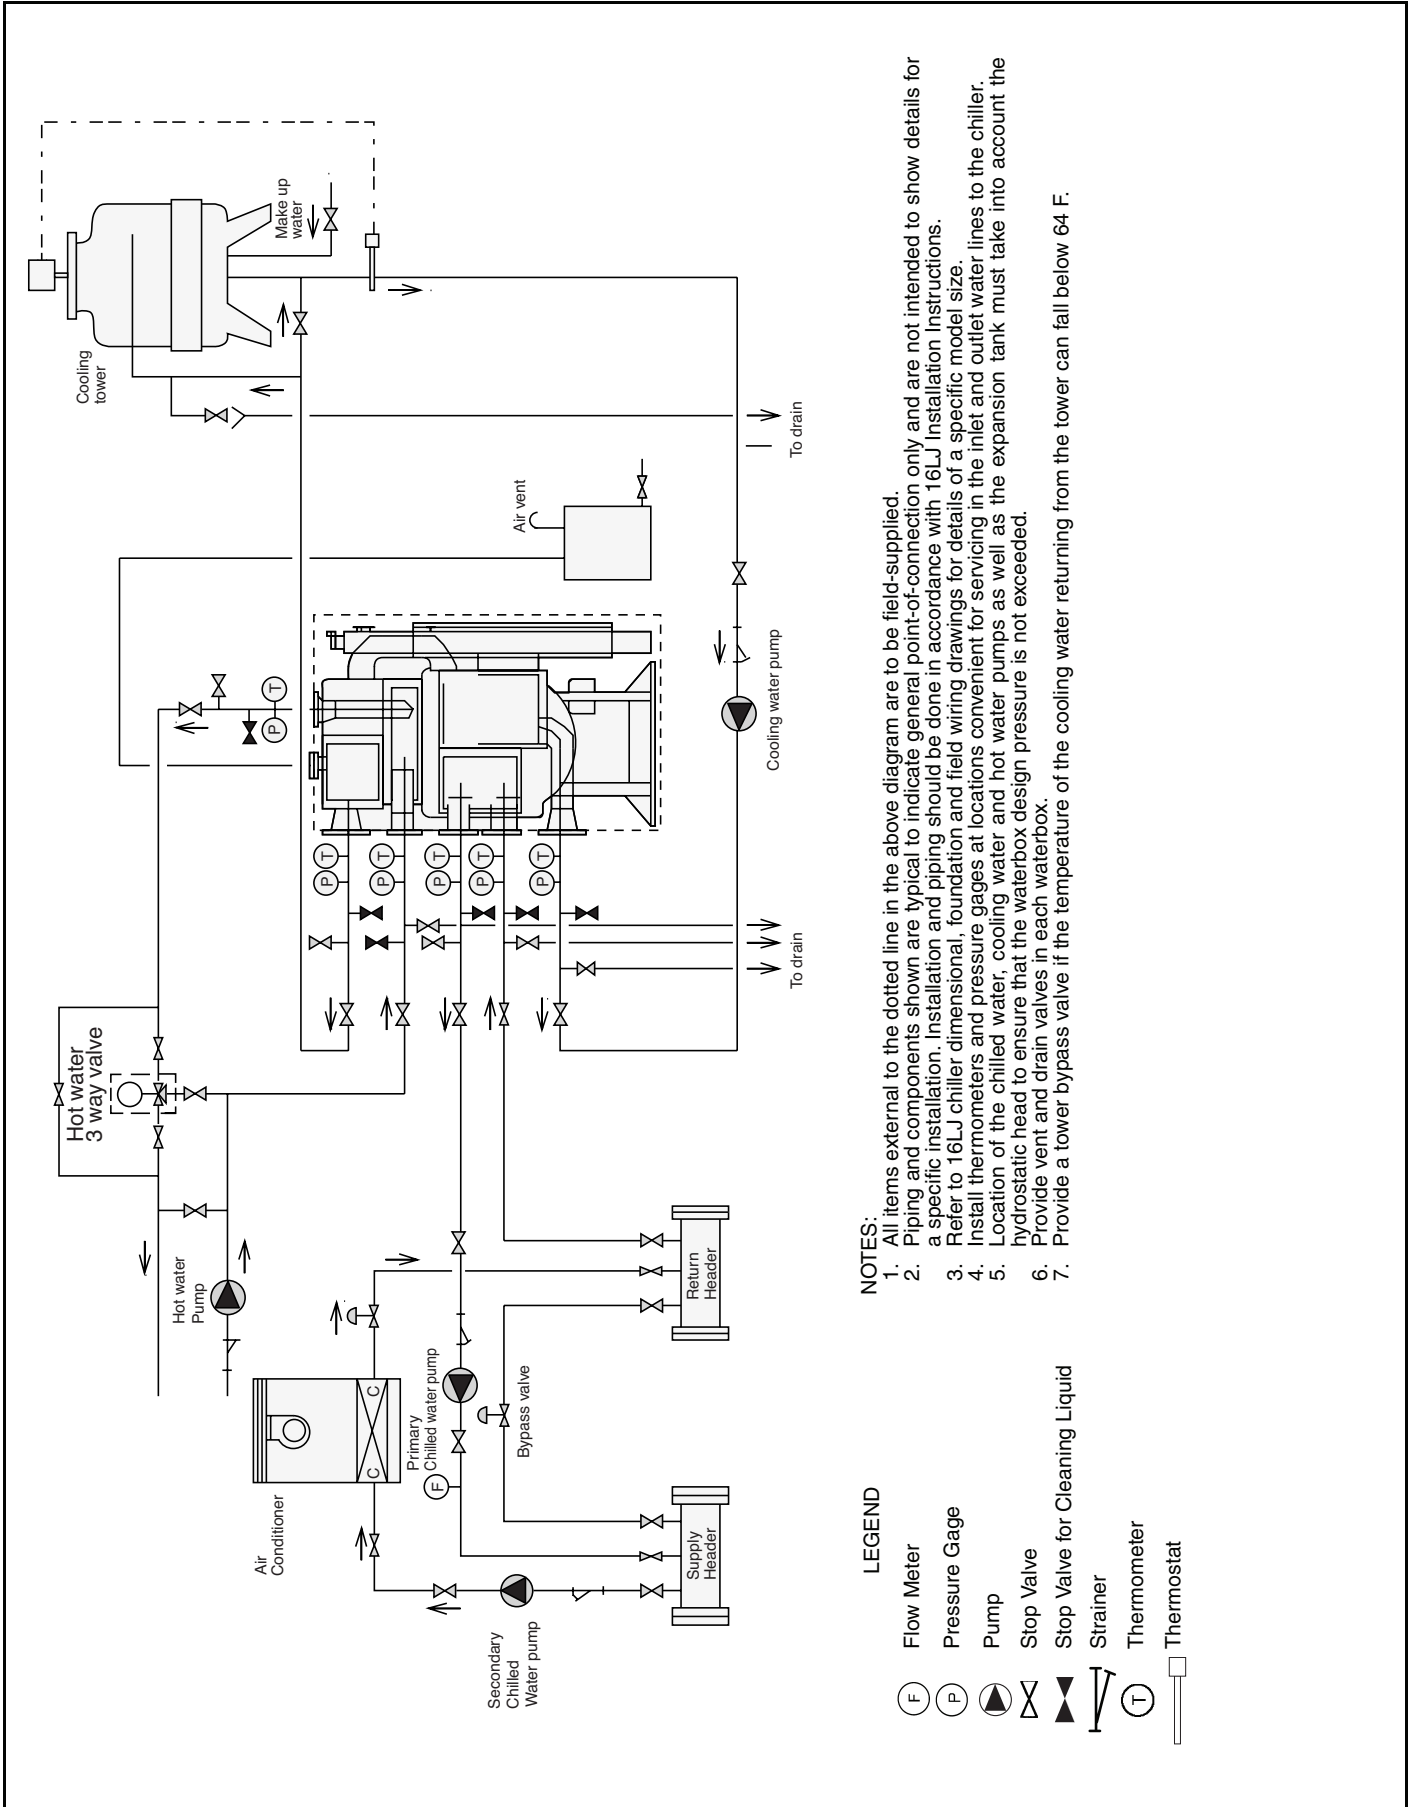 Cooling
tower
Make up
water
Air vent
To drain
Cooling water pump
T
P
P
T
P
T
P
T
P
T
P
T
To drain
Hot water
3 way valve
Hot water
Pump
Air
Conditioner
C
C
Primary
Chilled water pump
F
Bypass valve
Secondary
Chilled
Water pump
Supply
Header
Return
Header
LEGEND
F Flow Meter
P Pressure Gage
Pump
Stop Valve
Stop Valve for Cleaning Liquid
Strainer
T Thermometer
Thermostat
NOTES:
1. All items external to the dotted line in the above diagram are to be field-supplied.
2. Piping and components shown are typical to indicate general point-of-connection only and are not intended to show details for
a specific installation. Installation and piping should be done in accordance with 16LJ Installation Instructions.
3. Refer to 16LJ chiller dimensional, foundation and field wiring drawings for details of a specific model size.
4. Install thermometers and pressure gages at locations convenient for servicing in the inlet and outlet water lines to the chiller.
5. Location of the chilled water, cooling water and hot water pumps as well as the expansion tank must take into account the
hydrostatic head to ensure that the waterbox design pressure is not exceeded.
6. Provide vent and drain valves in each waterbox.
7. Provide a tower bypass valve if the temperature of the cooling water returning from the tower can fall below 64 F.